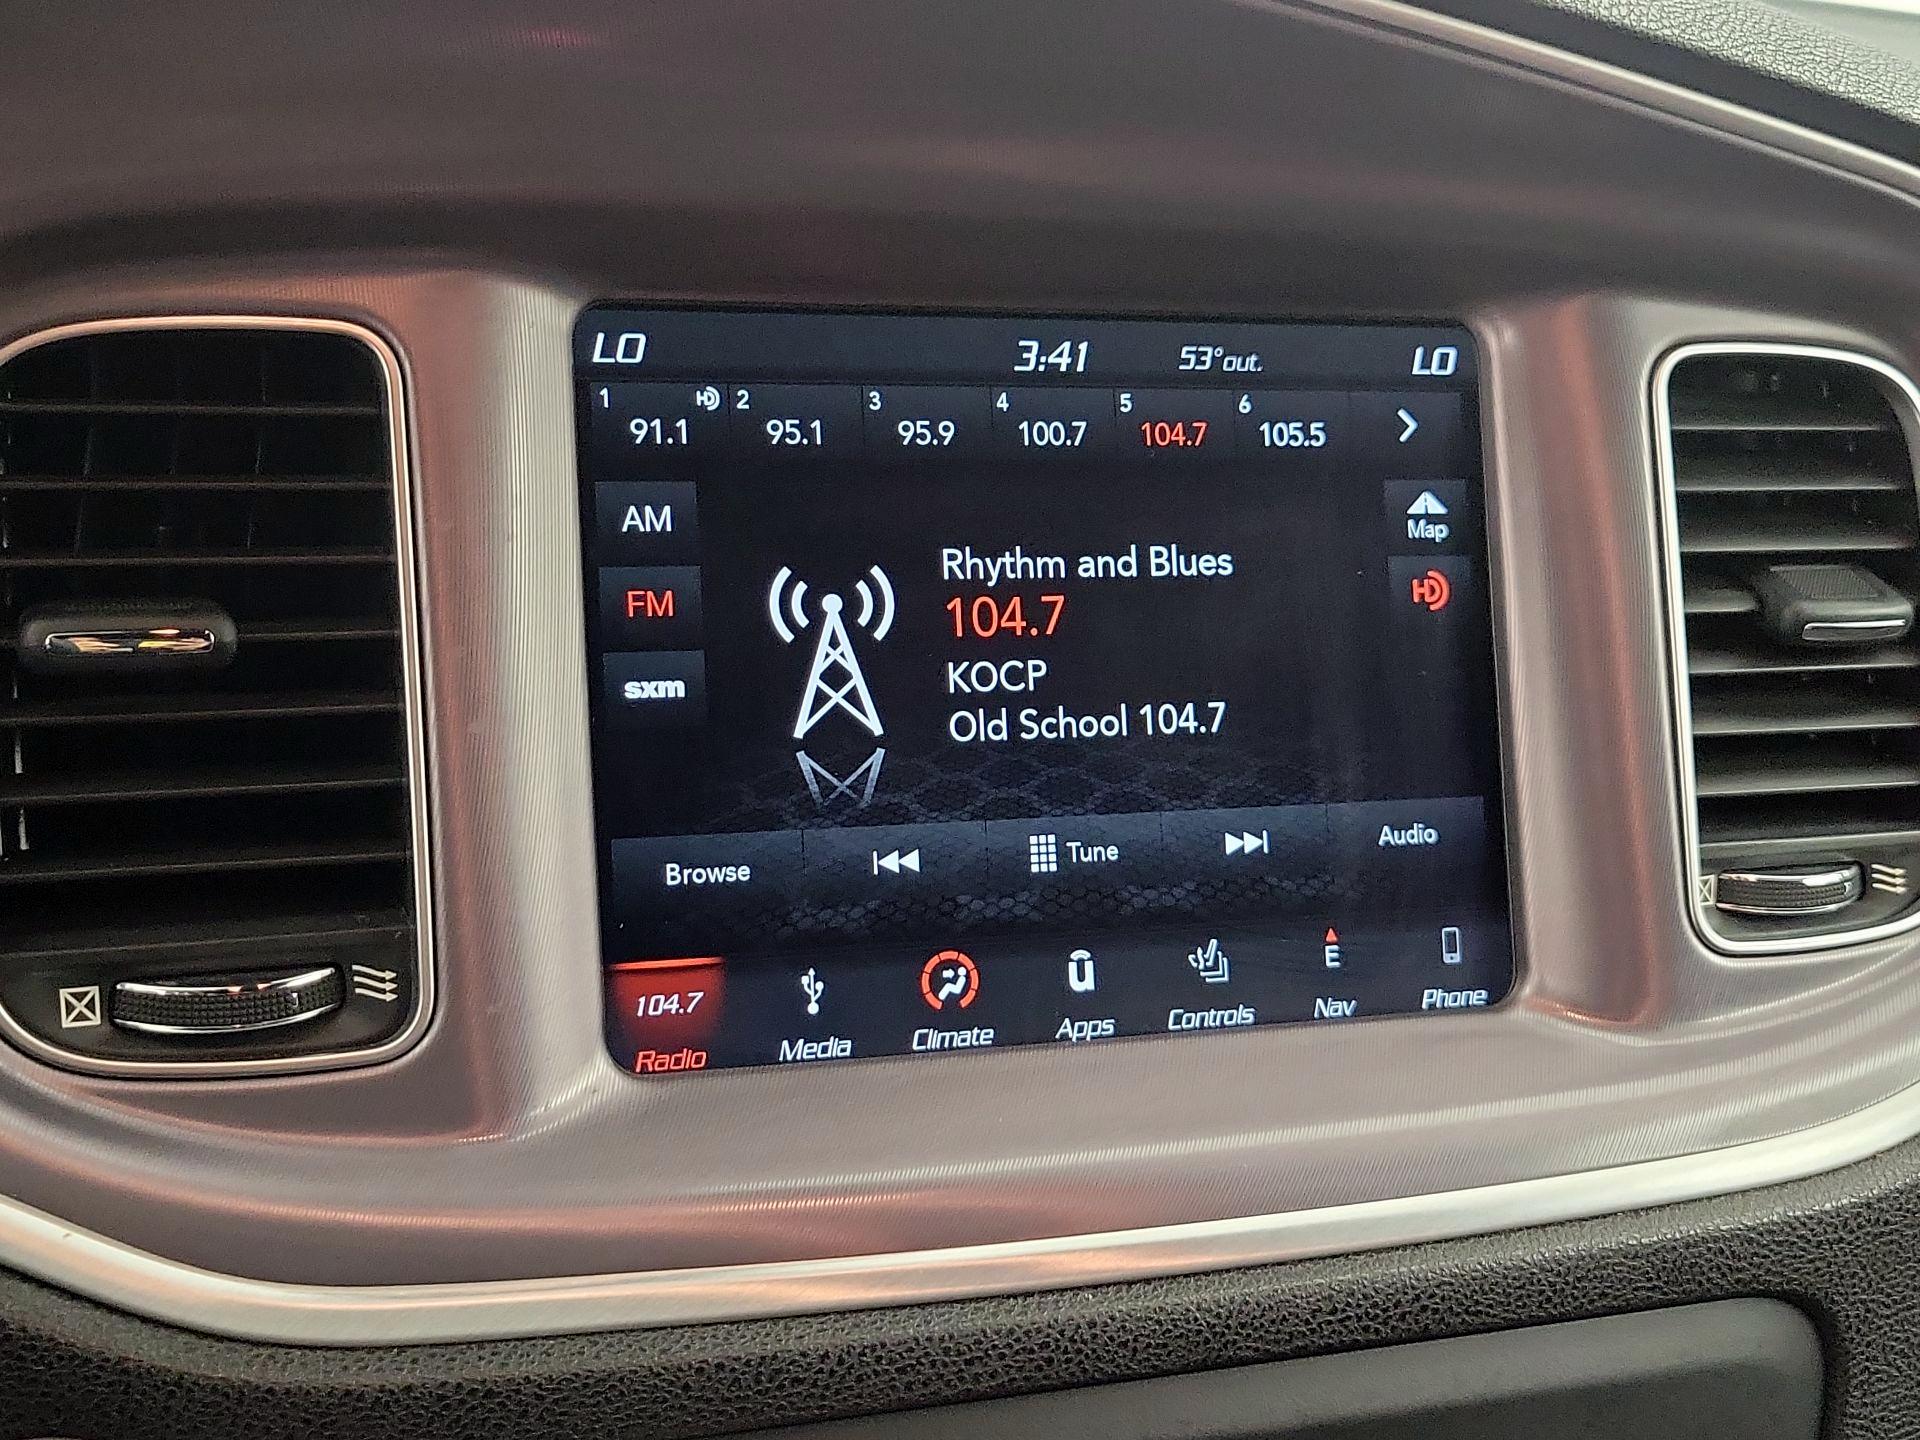 LO 3:41 53°out. LO
1 HD 2 3 4 5 6
91.1 95.1 95.9 100.7 104.7 105.5
AM
Map
FM
HD
sxm
Rhythm and Blues
104.7
KOCP
Old School 104.7
Browse Tune Audio
104.7 u E
Radio Media Climate Apps Controls Nav Phone